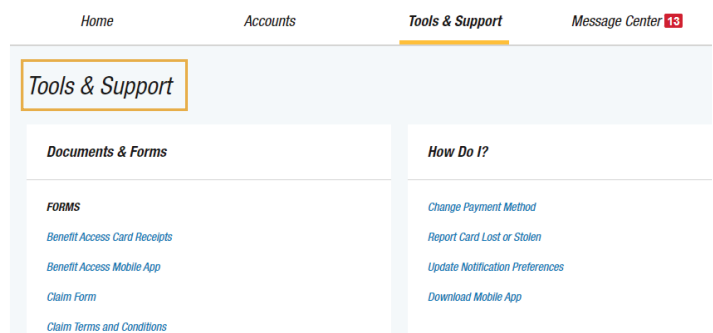 Home Accounts Tools & Support Message Center 13
Tools & Support
Documents & Forms
FORMS
Benefit Access Card Receipts
Benefit Access Mobile App
Claim Form
Claim Terms and Conditions
How Do I?
Change Payment Method
Report Card Lost or Stolen
Update Notification Preferences
Download Mobile App